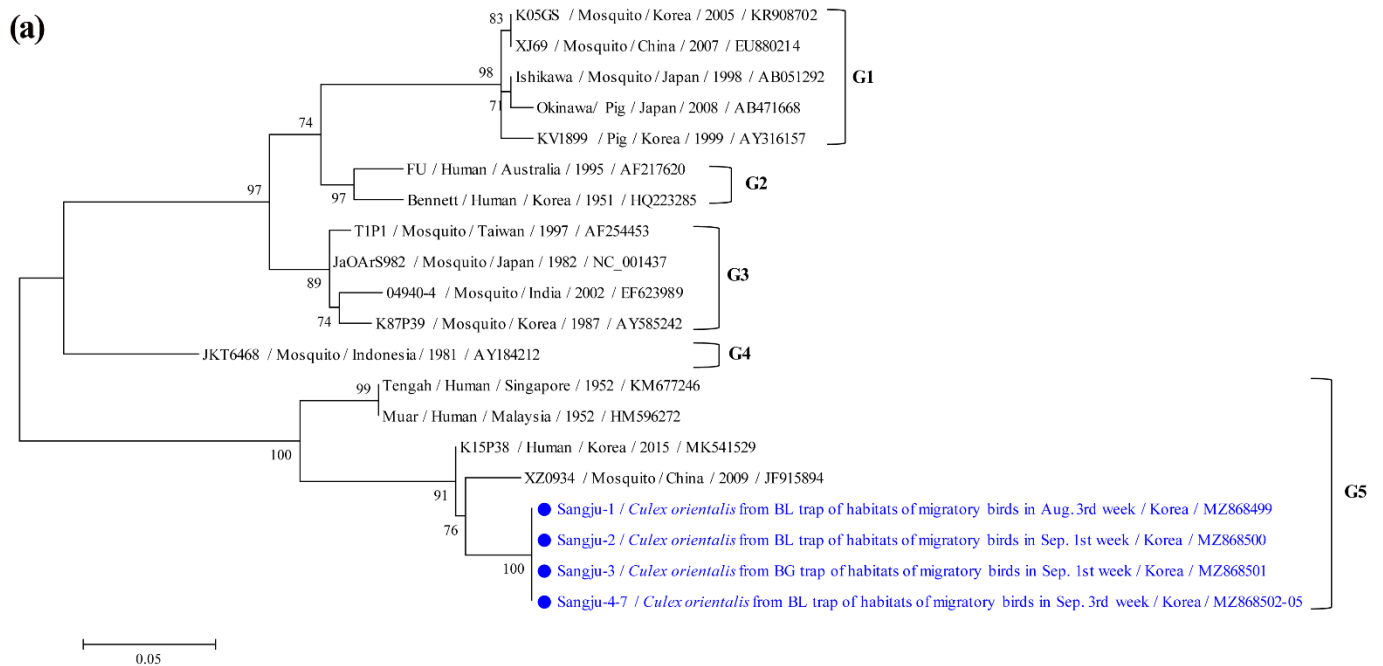 (a)
83
K05GS / Mosquito / Korea / 2005 / KR908702
XJ69 / Mosquito / China / 2007 / EU880214
98
Ishikawa / Mosquito / Japan / 1998 / AB051292
G1
71
Okinawa/ Pig / Japan / 2008 / AB471668
74
KV1899 / Pig / Korea / 1999 / AY316157
FU / Human / Australia / 1995 / AF217620
97
97
G2
Bennett / Human / Korea / 1951 / HQ223285
T1P1 / Mosquito / Taiwan / 1997 / AF254453
JaOArS982 / Mosquito / Japan / 1982 / NC_001437
G3
89
04940-4 / Mosquito / India / 2002 / EF623989
74
K87P39 / Mosquito / Korea / 1987 / AY585242
JKT6468 / Mosquito / Indonesia / 1981 / AY184212
G4
99
Tengah / Human / Singapore / 1952 / KM677246
Muar / Human / Malaysia / 1952 / HM596272
100
K15P38 / Human / Korea / 2015 / MK541529
91
XZ0934 / Mosquito / China / 2009 / JF915894
G5
Sangju-1 / Culex orientalis from BL trap of habitats of migratory birds in Aug. 3rd week / Korea / MZ868499
76
Sangju-2 / Culex orientalis from BL trap of habitats of migratory birds in Sep. 1st week / Korea / MZ868500
100
Sangju-3 / Culex orientalis from BG trap of habitats of migratory birds in Sep. 1st week / Korea / MZ868501
Sangju-4-7 / Culex orientalis from BL trap of habitats of migratory birds in Sep. 3rd week / Korea / MZ868502-05
0.05